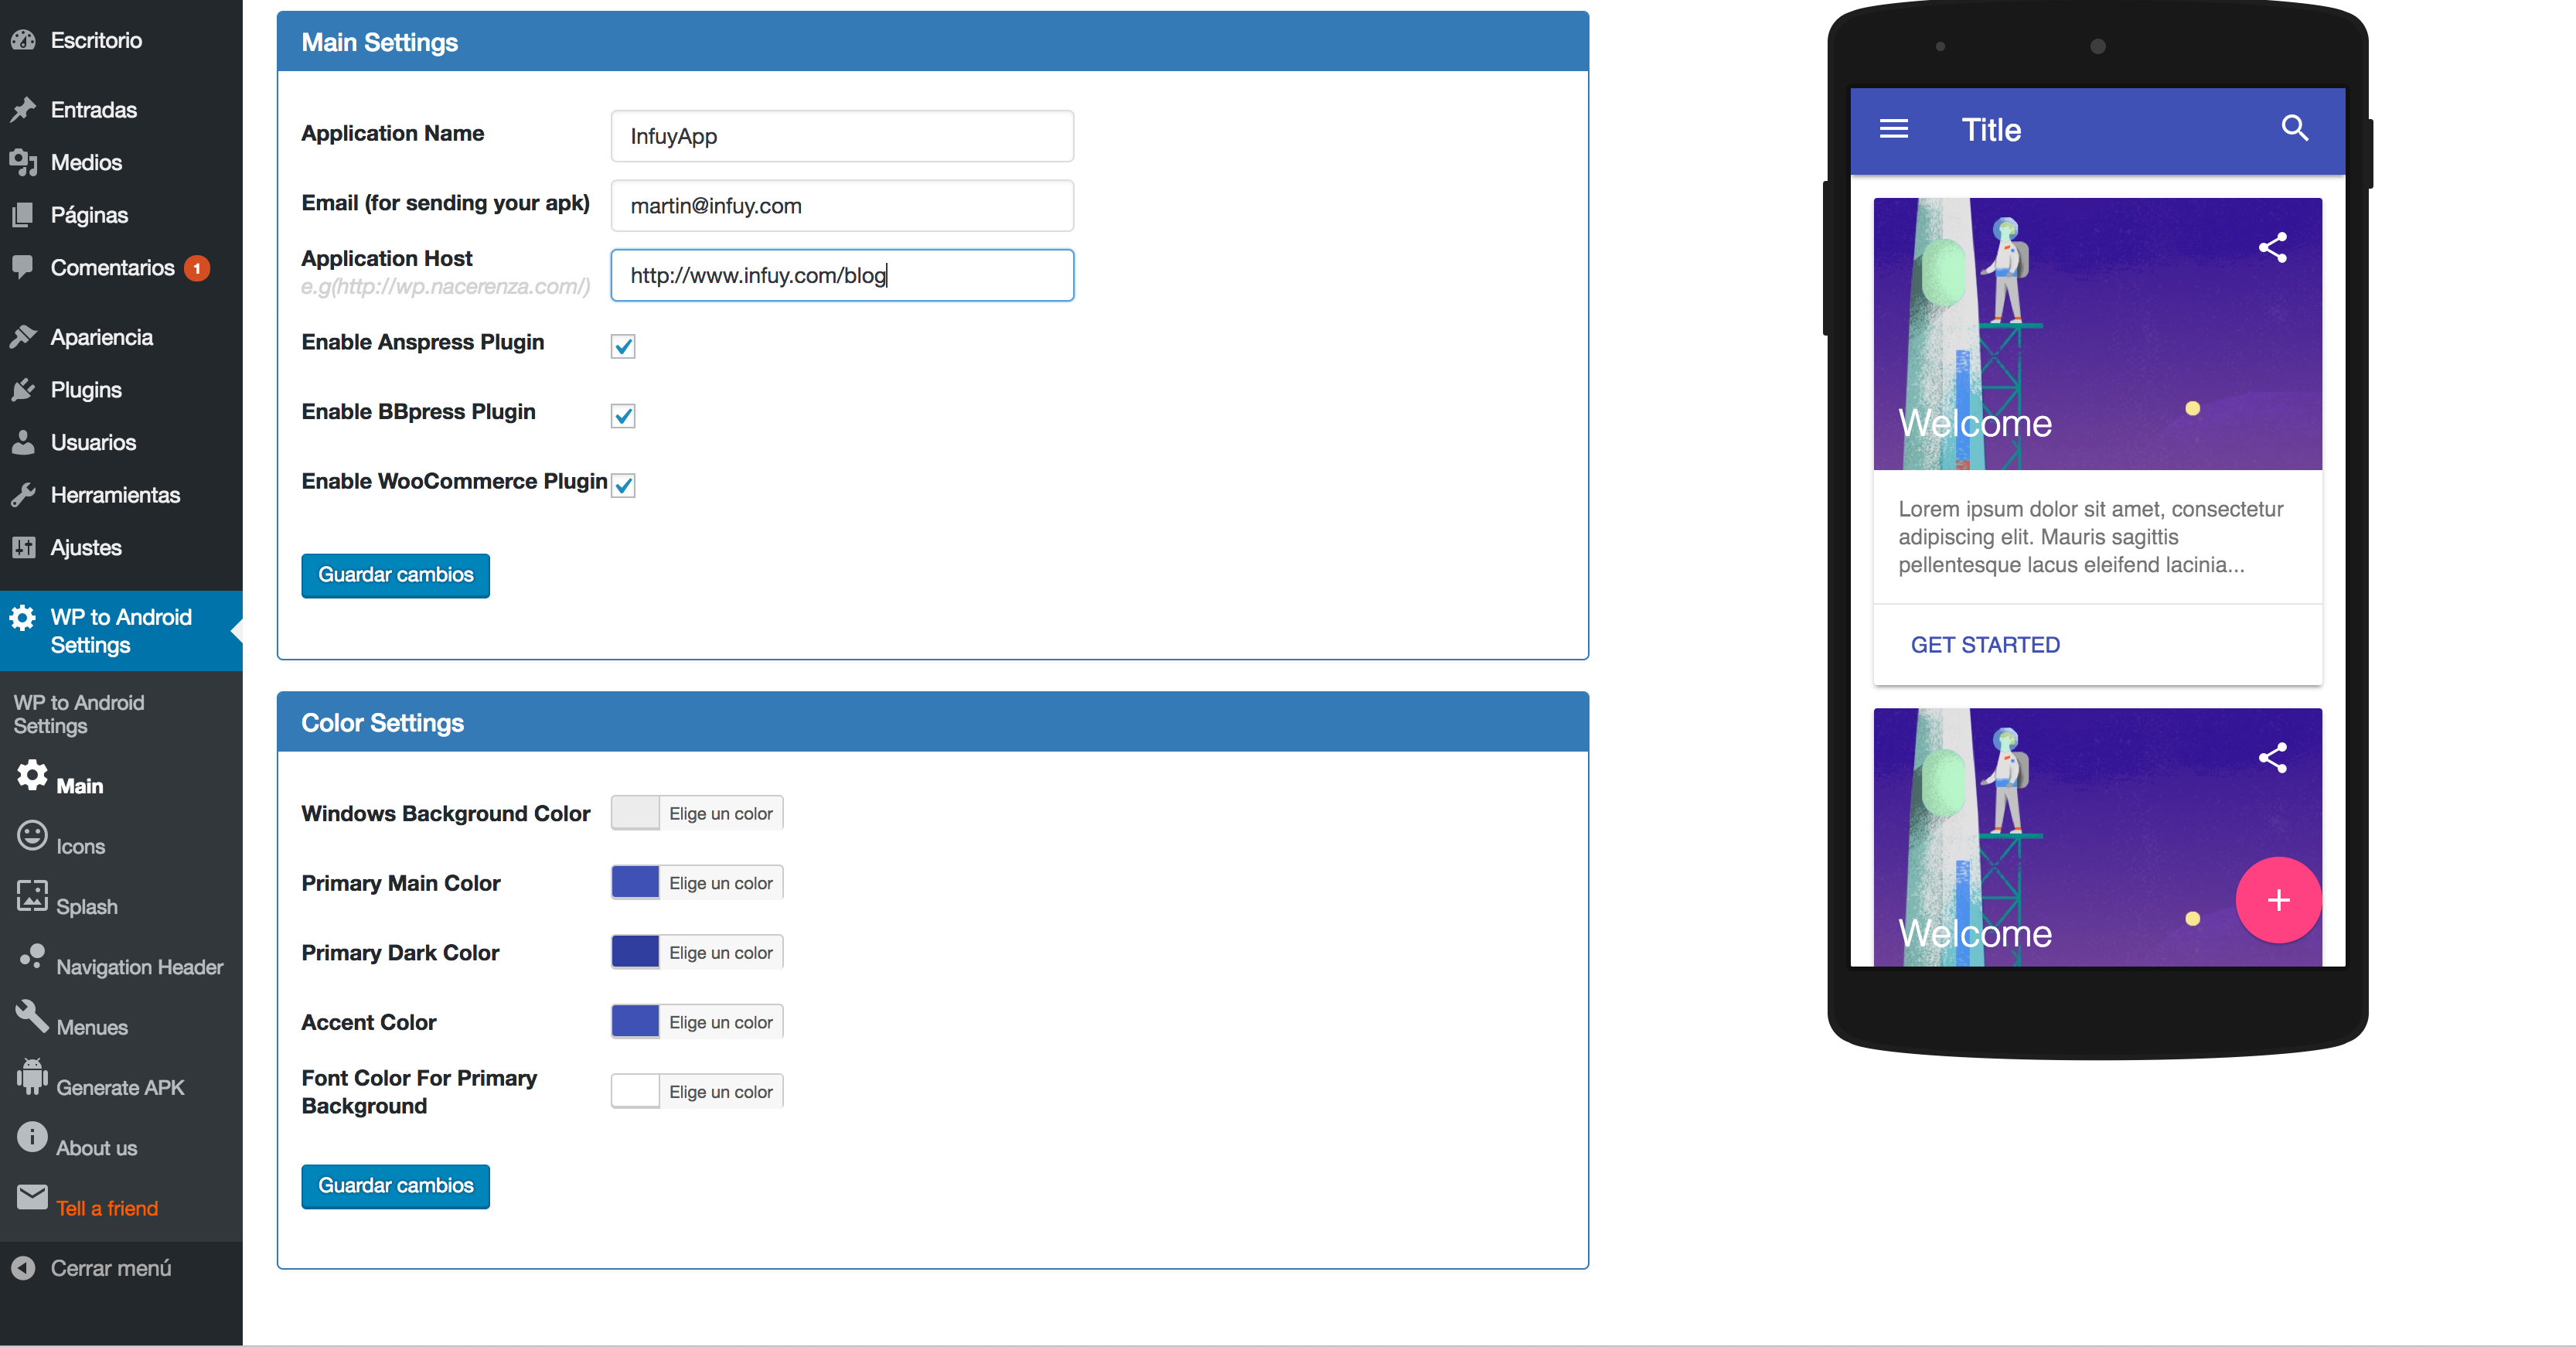 Escritorio
Entradas
Medios
Páginas
Comentarios 1
Apariencia
Plugins
Usuarios
Herramientas
Ajustes
WP to Android
Settings
WP to Android
Settings
Main
Icons
Splash
Navigation Header
Menues
Generate APK
About us
Tell a friend
Cerrar menú
Main Settings
Application Name
InfuyApp
Email (for sending your apk)
martin@infuy.com
Application Host
e.g(http://wp.nacerenza.com/)
http://www.infuy.com/blog
Enable Anspress Plugin
Enable BBpress Plugin
Enable WooCommerce Plugin
Guardar cambios
Color Settings
Windows Background Color
Elige un color
Primary Main Color
Elige un color
Primary Dark Color
Elige un color
Accent Color
Elige un color
Font Color For Primary
Background
Elige un color
Guardar cambios
Title
Welcome
Lorem ipsum dolor sit amet, consectetur
adipiscing elit. Mauris sagittis
pellentesque lacus eleifend lacinia...
GET STARTED
Welcome